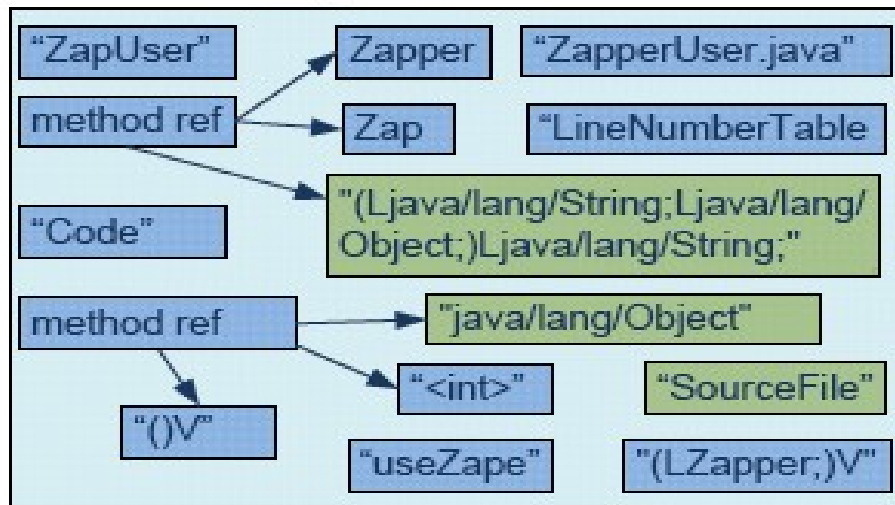 “ZapUser”
Zapper
“ZapperUser.java”
method ref
Zap
“LineNumberTable
"(Ljava/lang/String;Ljava/lang/
Object;)Ljava/lang/String;"
“Code”
method ref
"java/lang/Object"
“<int>”
“SourceFile”
“()V”
“useZape”
"(LZapper;)V"